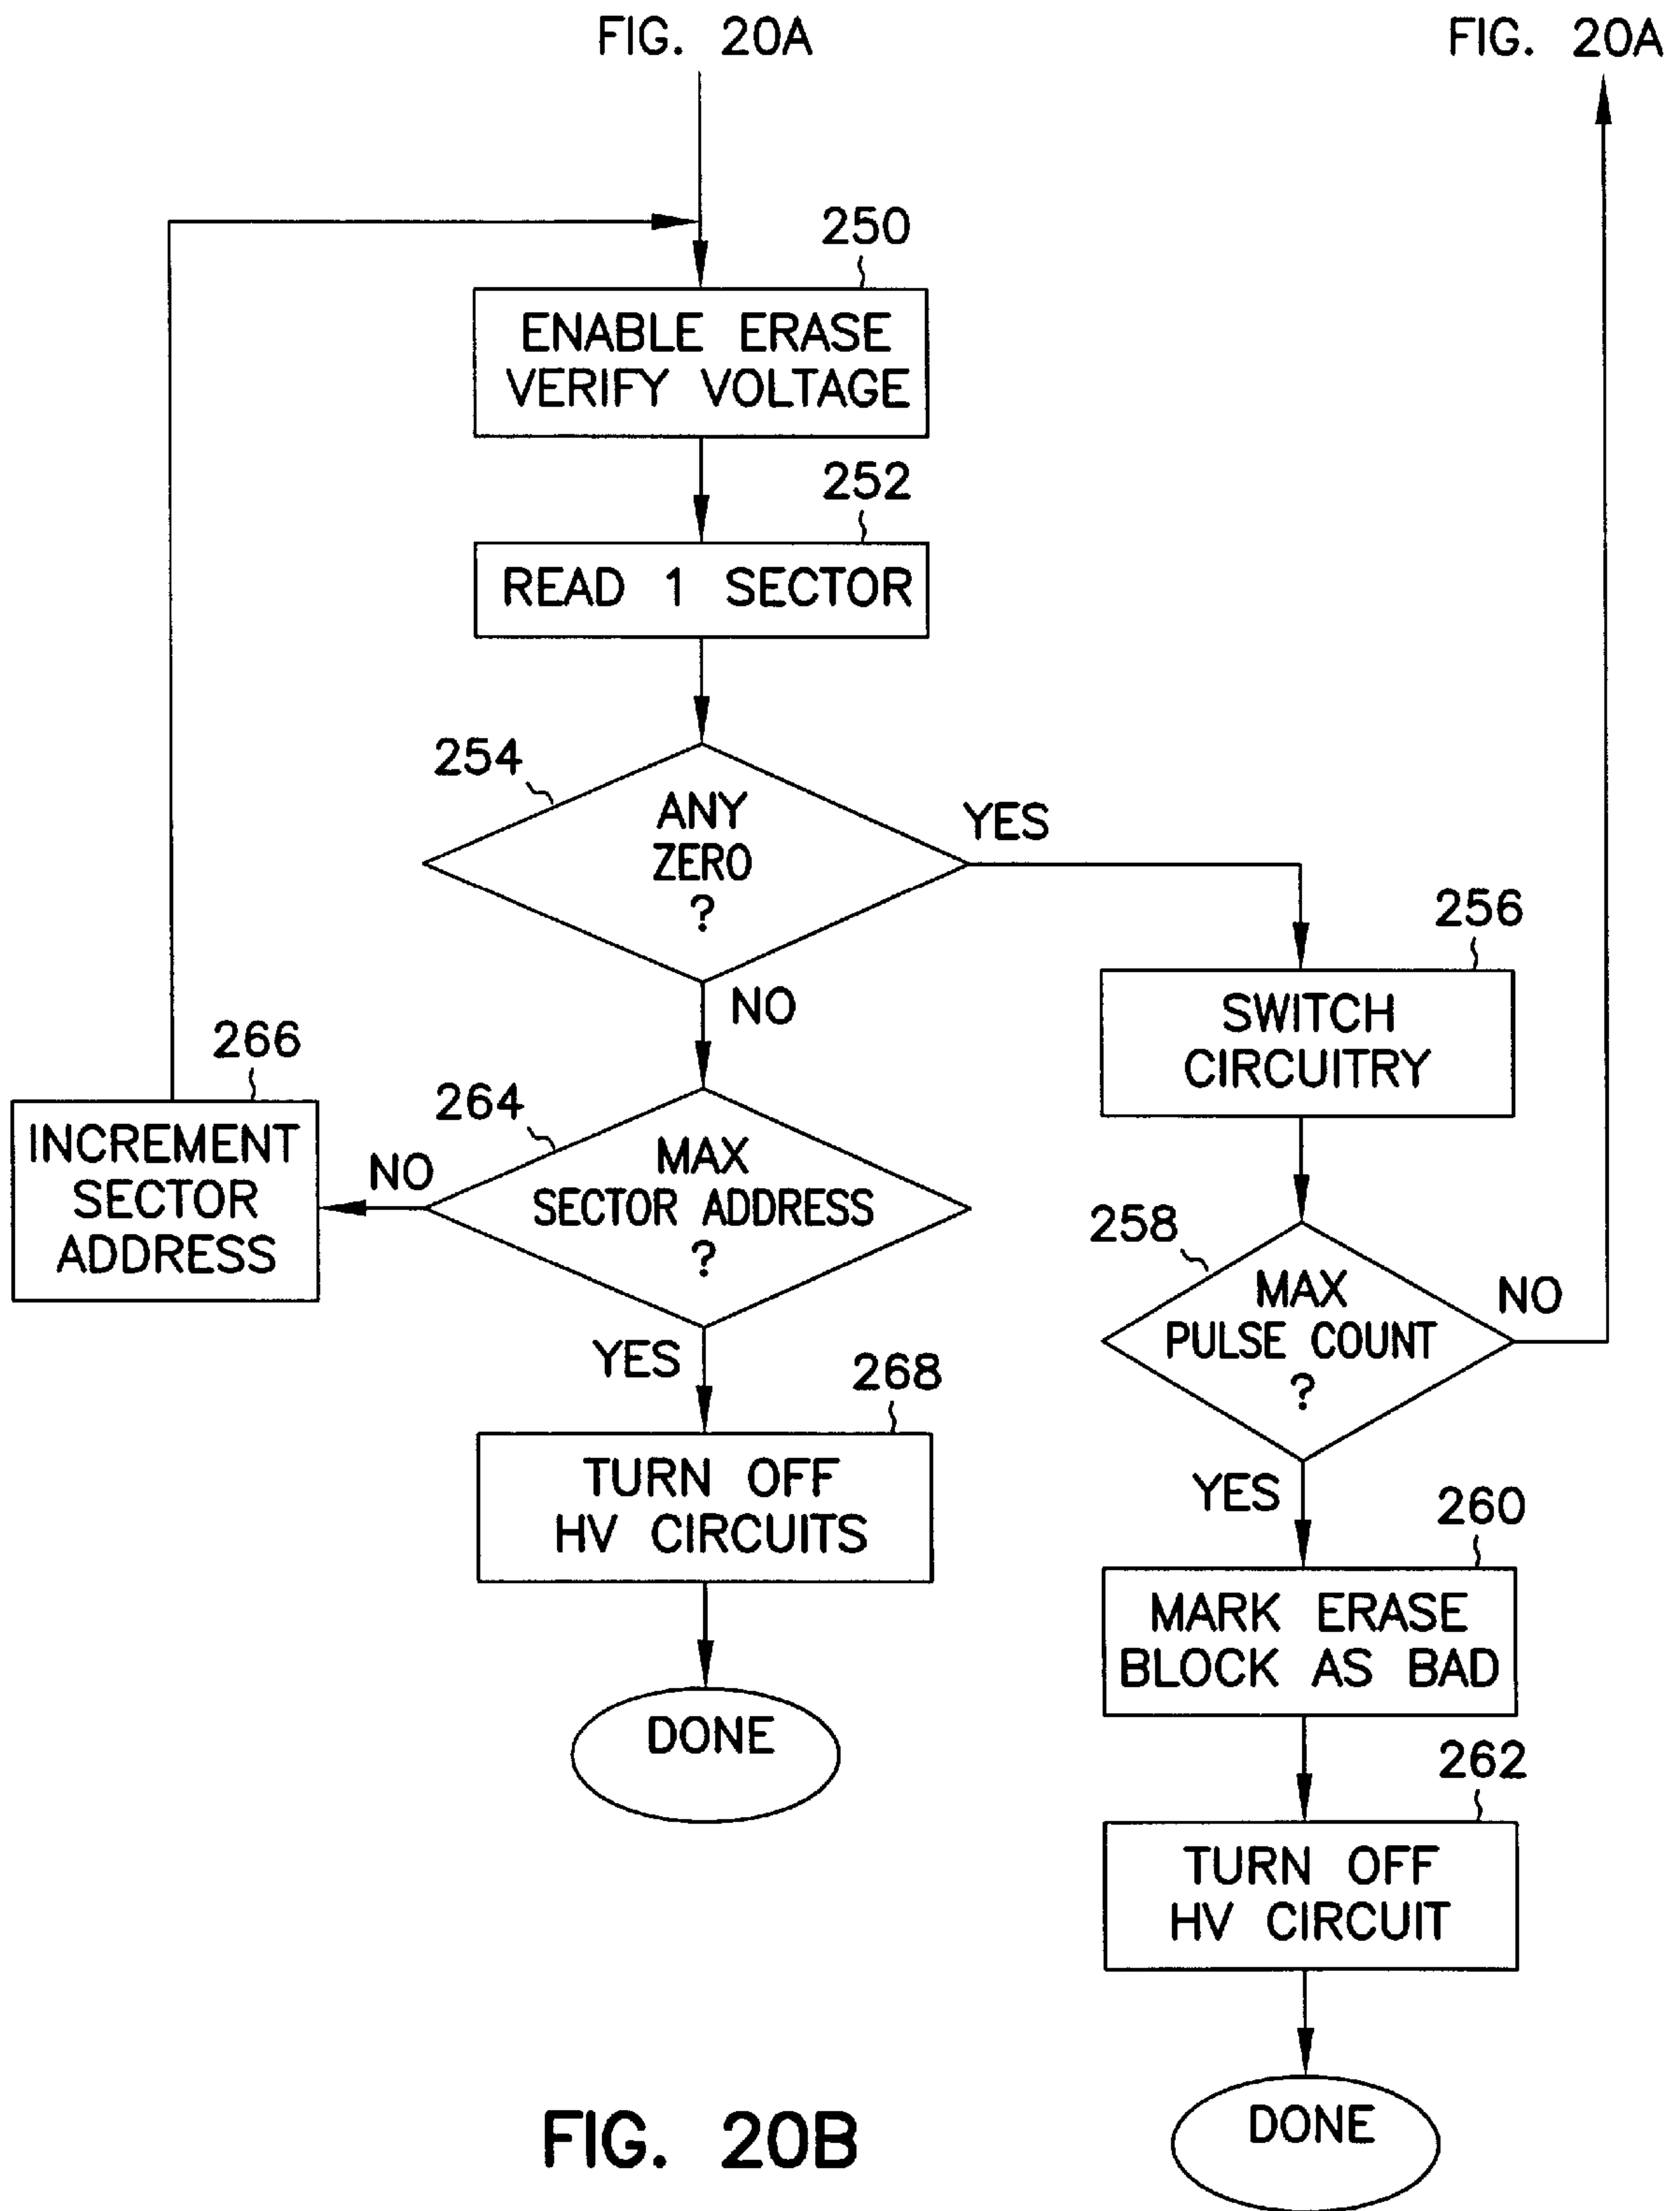 FIG. 20A
FIG. 20A
250
ENABLE ERASE
VERIFY VOLTAGE
252
READ 1 SECTOR
254
ANY
ZERO
?
YES
NO
256
SWITCH
CIRCUITRY
266
INCREMENT
SECTOR
ADDRESS
NO
264
MAX
SECTOR ADDRESS
?
YES
258
MAX
PULSE COUNT
?
NO
YES
268
TURN OFF
HV CIRCUITS
DONE
260
MARK ERASE
BLOCK AS BAD
262
TURN OFF
HV CIRCUIT
DONE
FIG. 20B